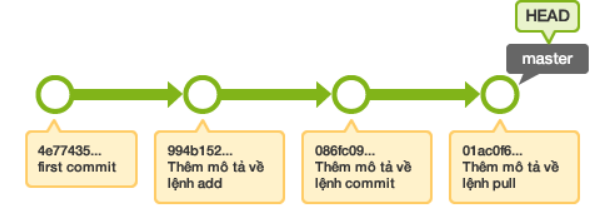 HEAD
master
4e77435...
first commit
994b152...
Thêm mô tả về
lệnh add
086fc09...
Thêm mô tả về
lệnh commit
01ac0f6...
Thêm mô tả về
lệnh pull